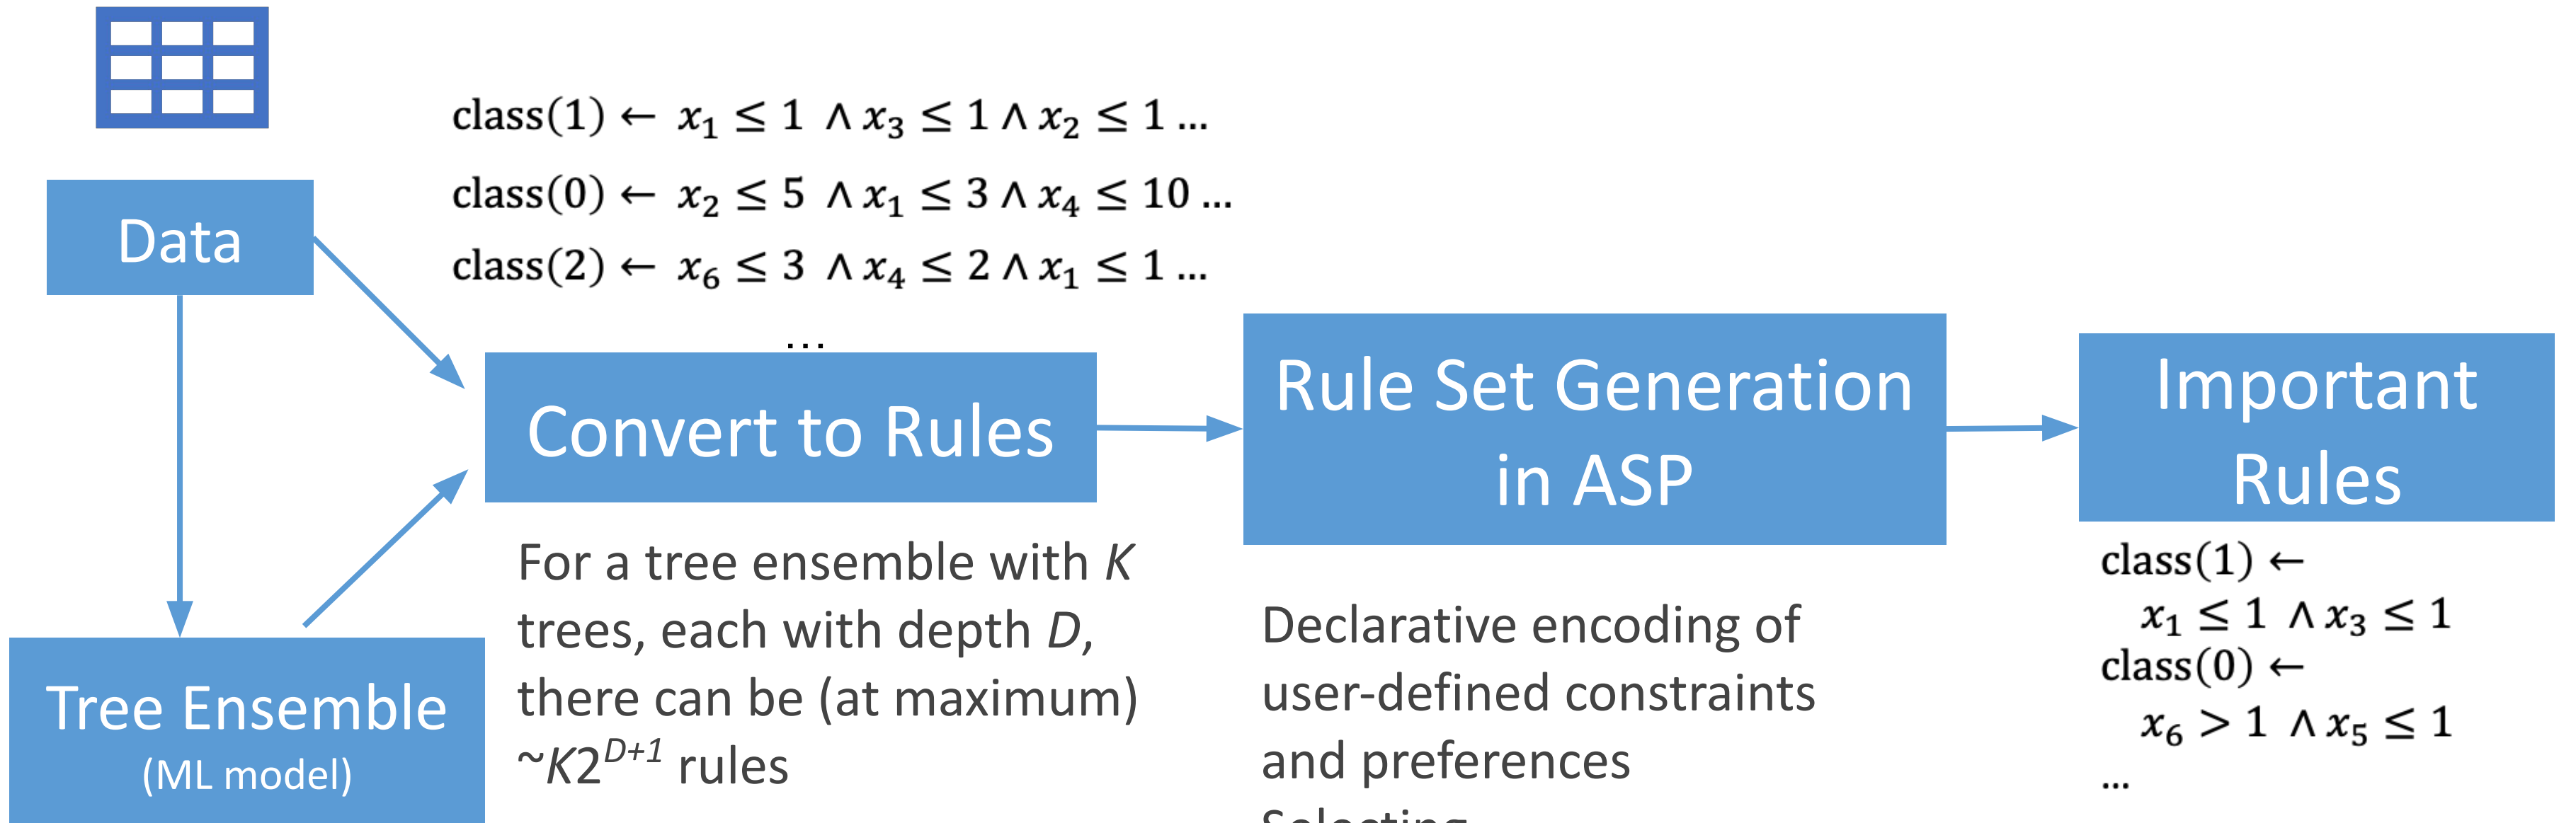 class(1) ← x₁ ≤ 1 ∧ x₃ ≤ 1 ∧ x₂ ≤ 1 ...
class(0) ← x₂ ≤ 5 ∧ x₁ ≤ 3 ∧ x₄ ≤ 10 ...
class(2) ← x₆ ≤ 3 ∧ x₄ ≤ 2 ∧ x₁ ≤ 1 ...
...
Data
Tree Ensemble
(ML model)
Convert to Rules
For a tree ensemble with K
trees, each with depth D,
there can be (at maximum)
~K2ᴰ⁺¹ rules
Rule Set Generation
in ASP
Declarative encoding of
user-defined constraints
and preferences
Selecting
Important
Rules
class(1) ←
x₁ ≤ 1 ∧ x₃ ≤ 1
class(0) ←
x₆ > 1 ∧ x₅ ≤ 1
...